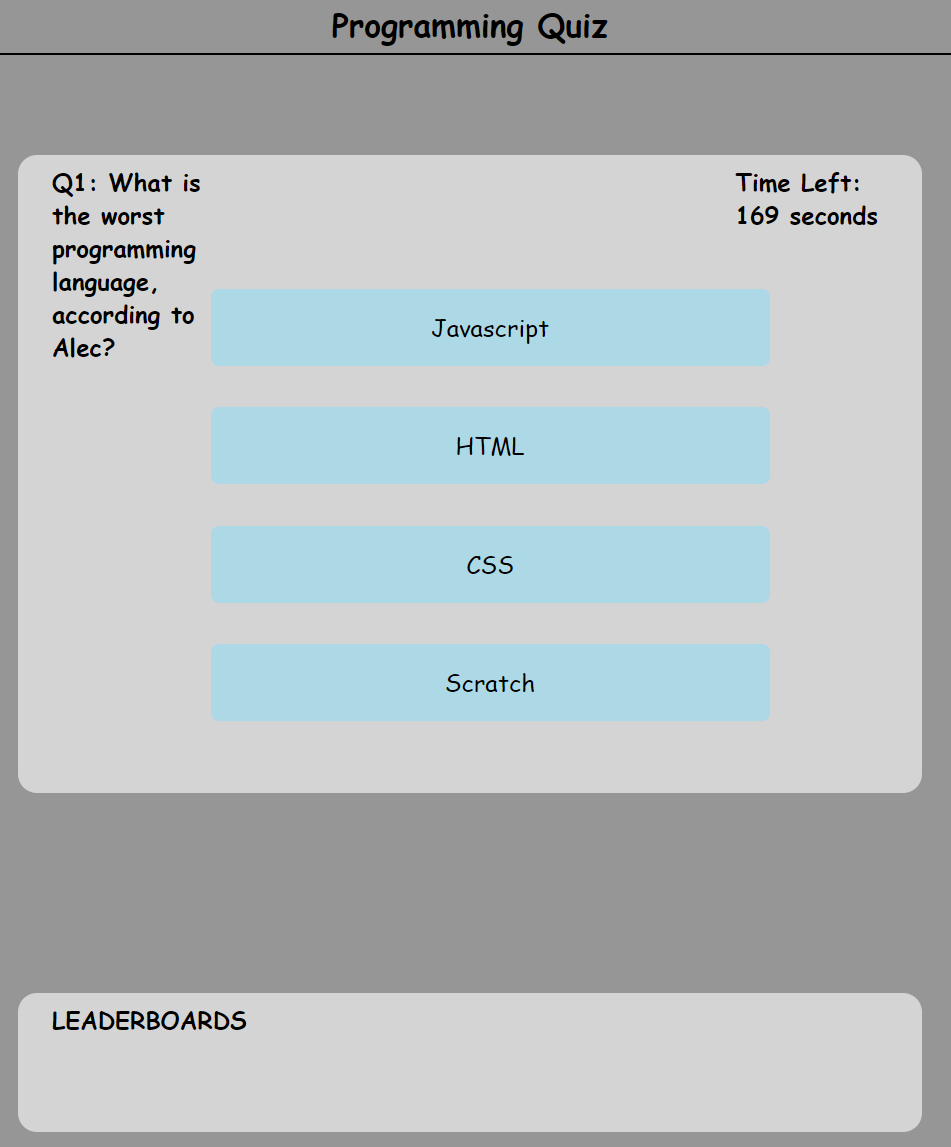 Programming Quiz
Q1: What is
the worst
programming
language,
according to
Alec?
Time Left:
169 seconds
Javascript
HTML
CSS
Scratch
LEADERBOARDS